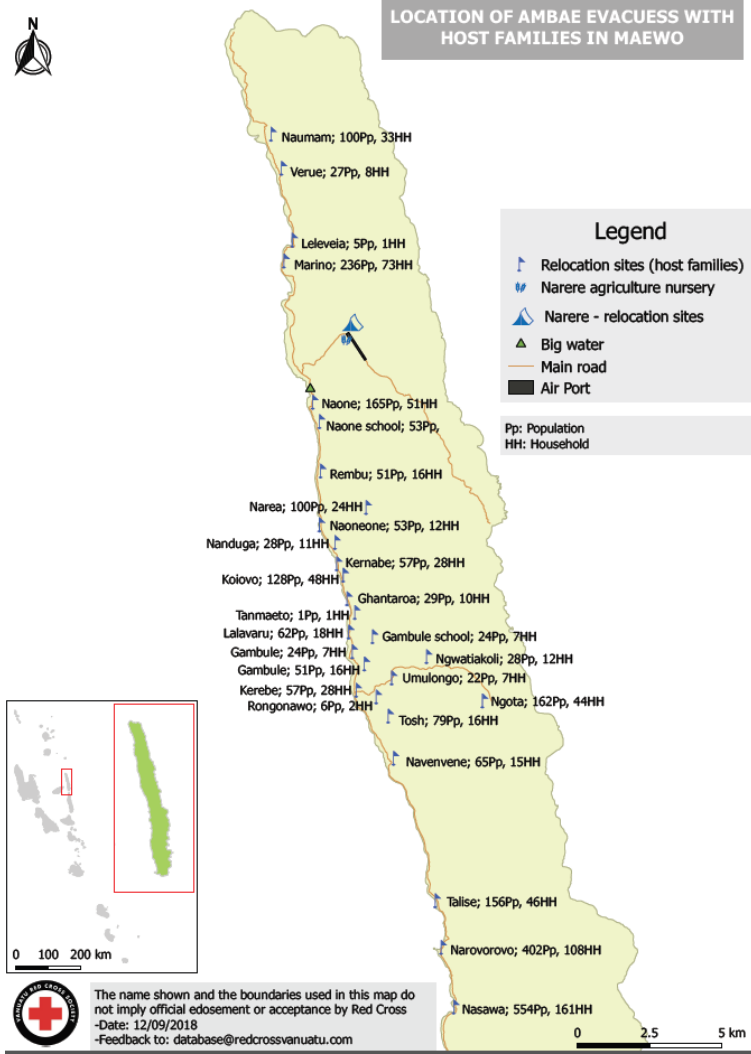 LOCATION OF AMBAE EVACUESS WITH
HOST FAMILIES IN MAEWO
N
Naumam; 100Pp, 33HH
Verue; 27Pp, 8HH
Leleveia; 5Pp, 1HH
Marino; 236Pp, 73HH
Legend
Relocation sites (host families)
Narere agriculture nursery
Narere - relocation sites
Big water
Main road
Air Port
Pp: Population
HH: Household
Naone; 165Pp, 51HH
Naone school; 53Pp,
Rembu; 51Pp, 16HH
Narea; 100Pp, 24HH
Naoneone; 53Pp, 12HH
Nanduga; 28Pp, 11HH
Kernabe; 57Pp, 28HH
Koiovo; 128Pp, 48HH
Ghantaroa; 29Pp, 10HH
Tanmaeto; 1Pp, 1HH
Lalavaru; 62Pp, 18HH
Gambule school; 24Pp, 7HH
Gambule; 24Pp, 7HH
Ngwatiakoli; 28Pp, 12HH
Gambule; 51Pp, 16HH
Umulongo; 22Pp, 7HH
Kerebe; 57Pp, 28HH
Ngota; 162Pp, 44HH
Rongonawo; 6Pp, 2HH
Tosh; 79Pp, 16HH
Navenvene; 65Pp, 15HH
Talise; 156Pp, 46HH
Narovorovo; 402Pp, 108HH
Nasawa; 554Pp, 161HH
0 100 200 km
VANUATU RED CROSS SOCIETY
The name shown and the boundaries used in this map do
not imply official edosement or acceptance by Red Cross
-Date: 12/09/2018
-Feedback to: database@redcrossvanuatu.com
0 2.5 5 km